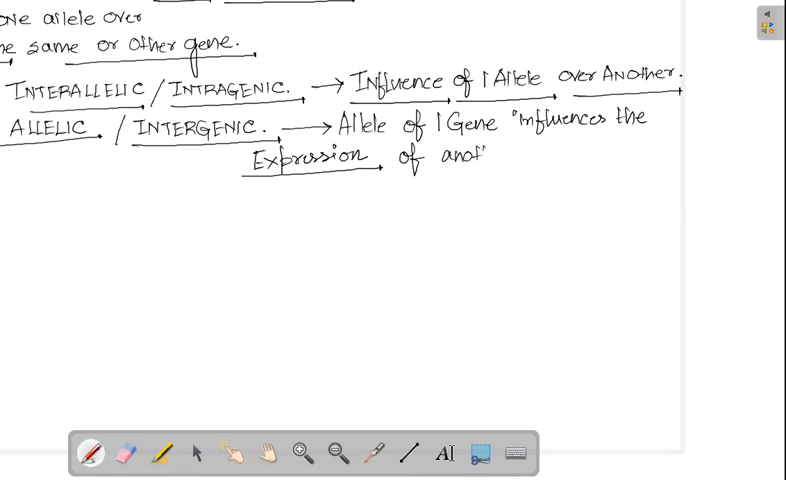 one allele over
same or other gene.
INTERALLELIC / INTRAGENIC. → Influence of 1 Allele over Another.
ALLELIC / INTERGENIC. → Allele of 1 Gene Influences the
Expression of anot
AI